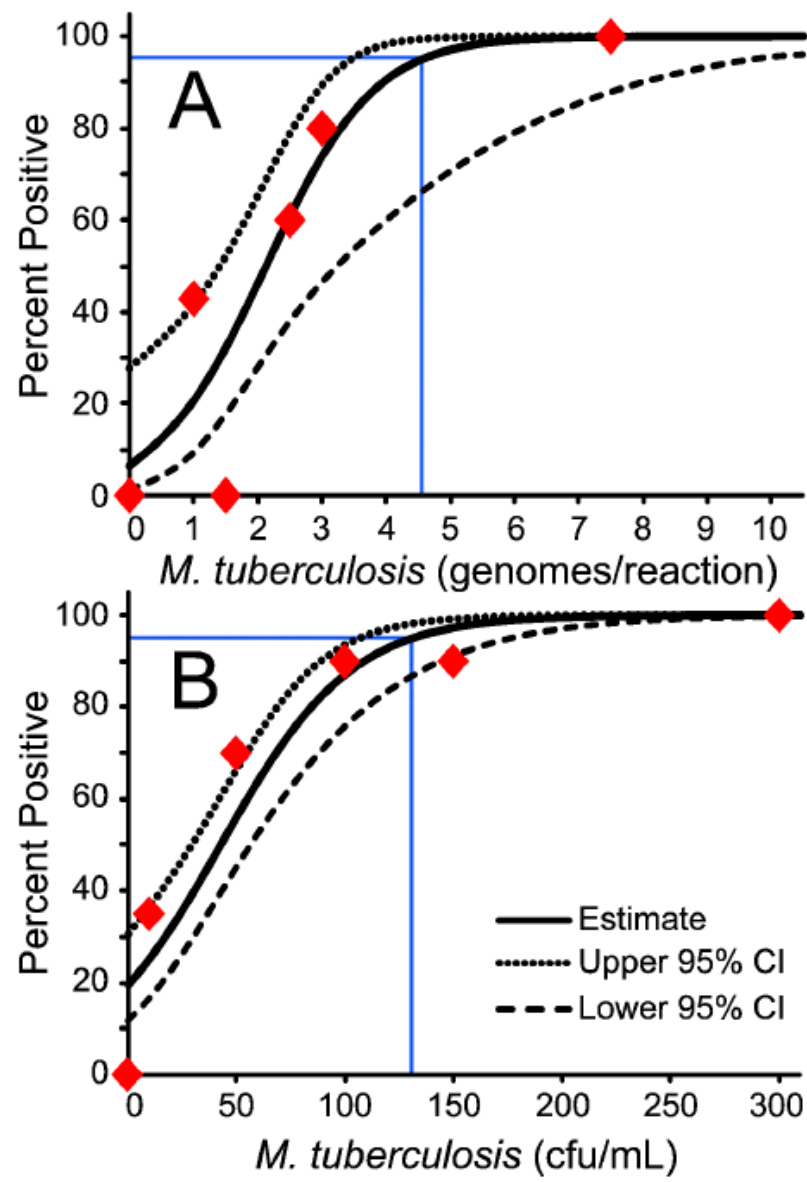 100
80
60
40
20
0
Percent Positive
A
0 1 2 3 4 5 6 7 8 9 10
M. tuberculosis (genomes/reaction)
100
80
60
40
20
0
Percent Positive
B
Estimate
Upper 95% CI
Lower 95% CI
0 50 100 150 200 250 300
M. tuberculosis (cfu/mL)